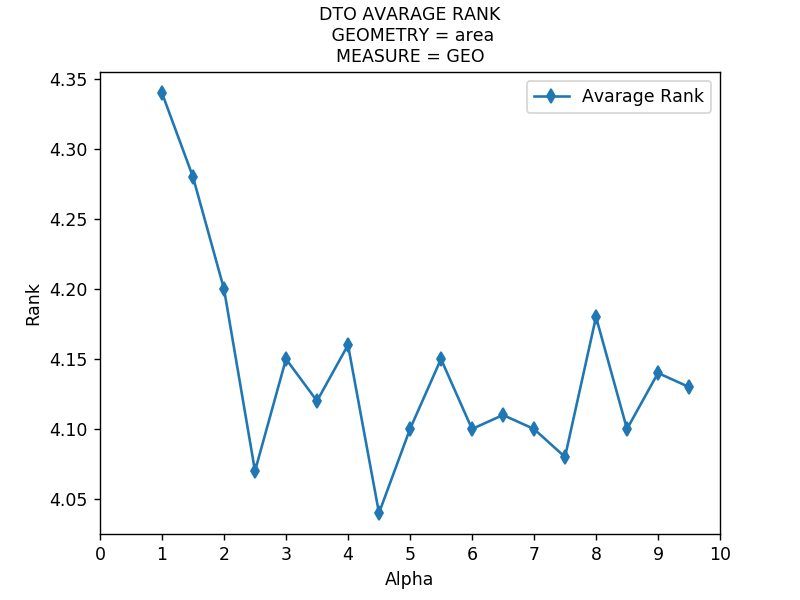 DTO AVARAGE RANK
GEOMETRY = area
MEASURE = GEO
Avarage Rank
4.35
4.30
4.25
4.20
4.15
4.10
4.05
Rank
0 1 2 3 4 5 6 7 8 9 10
Alpha